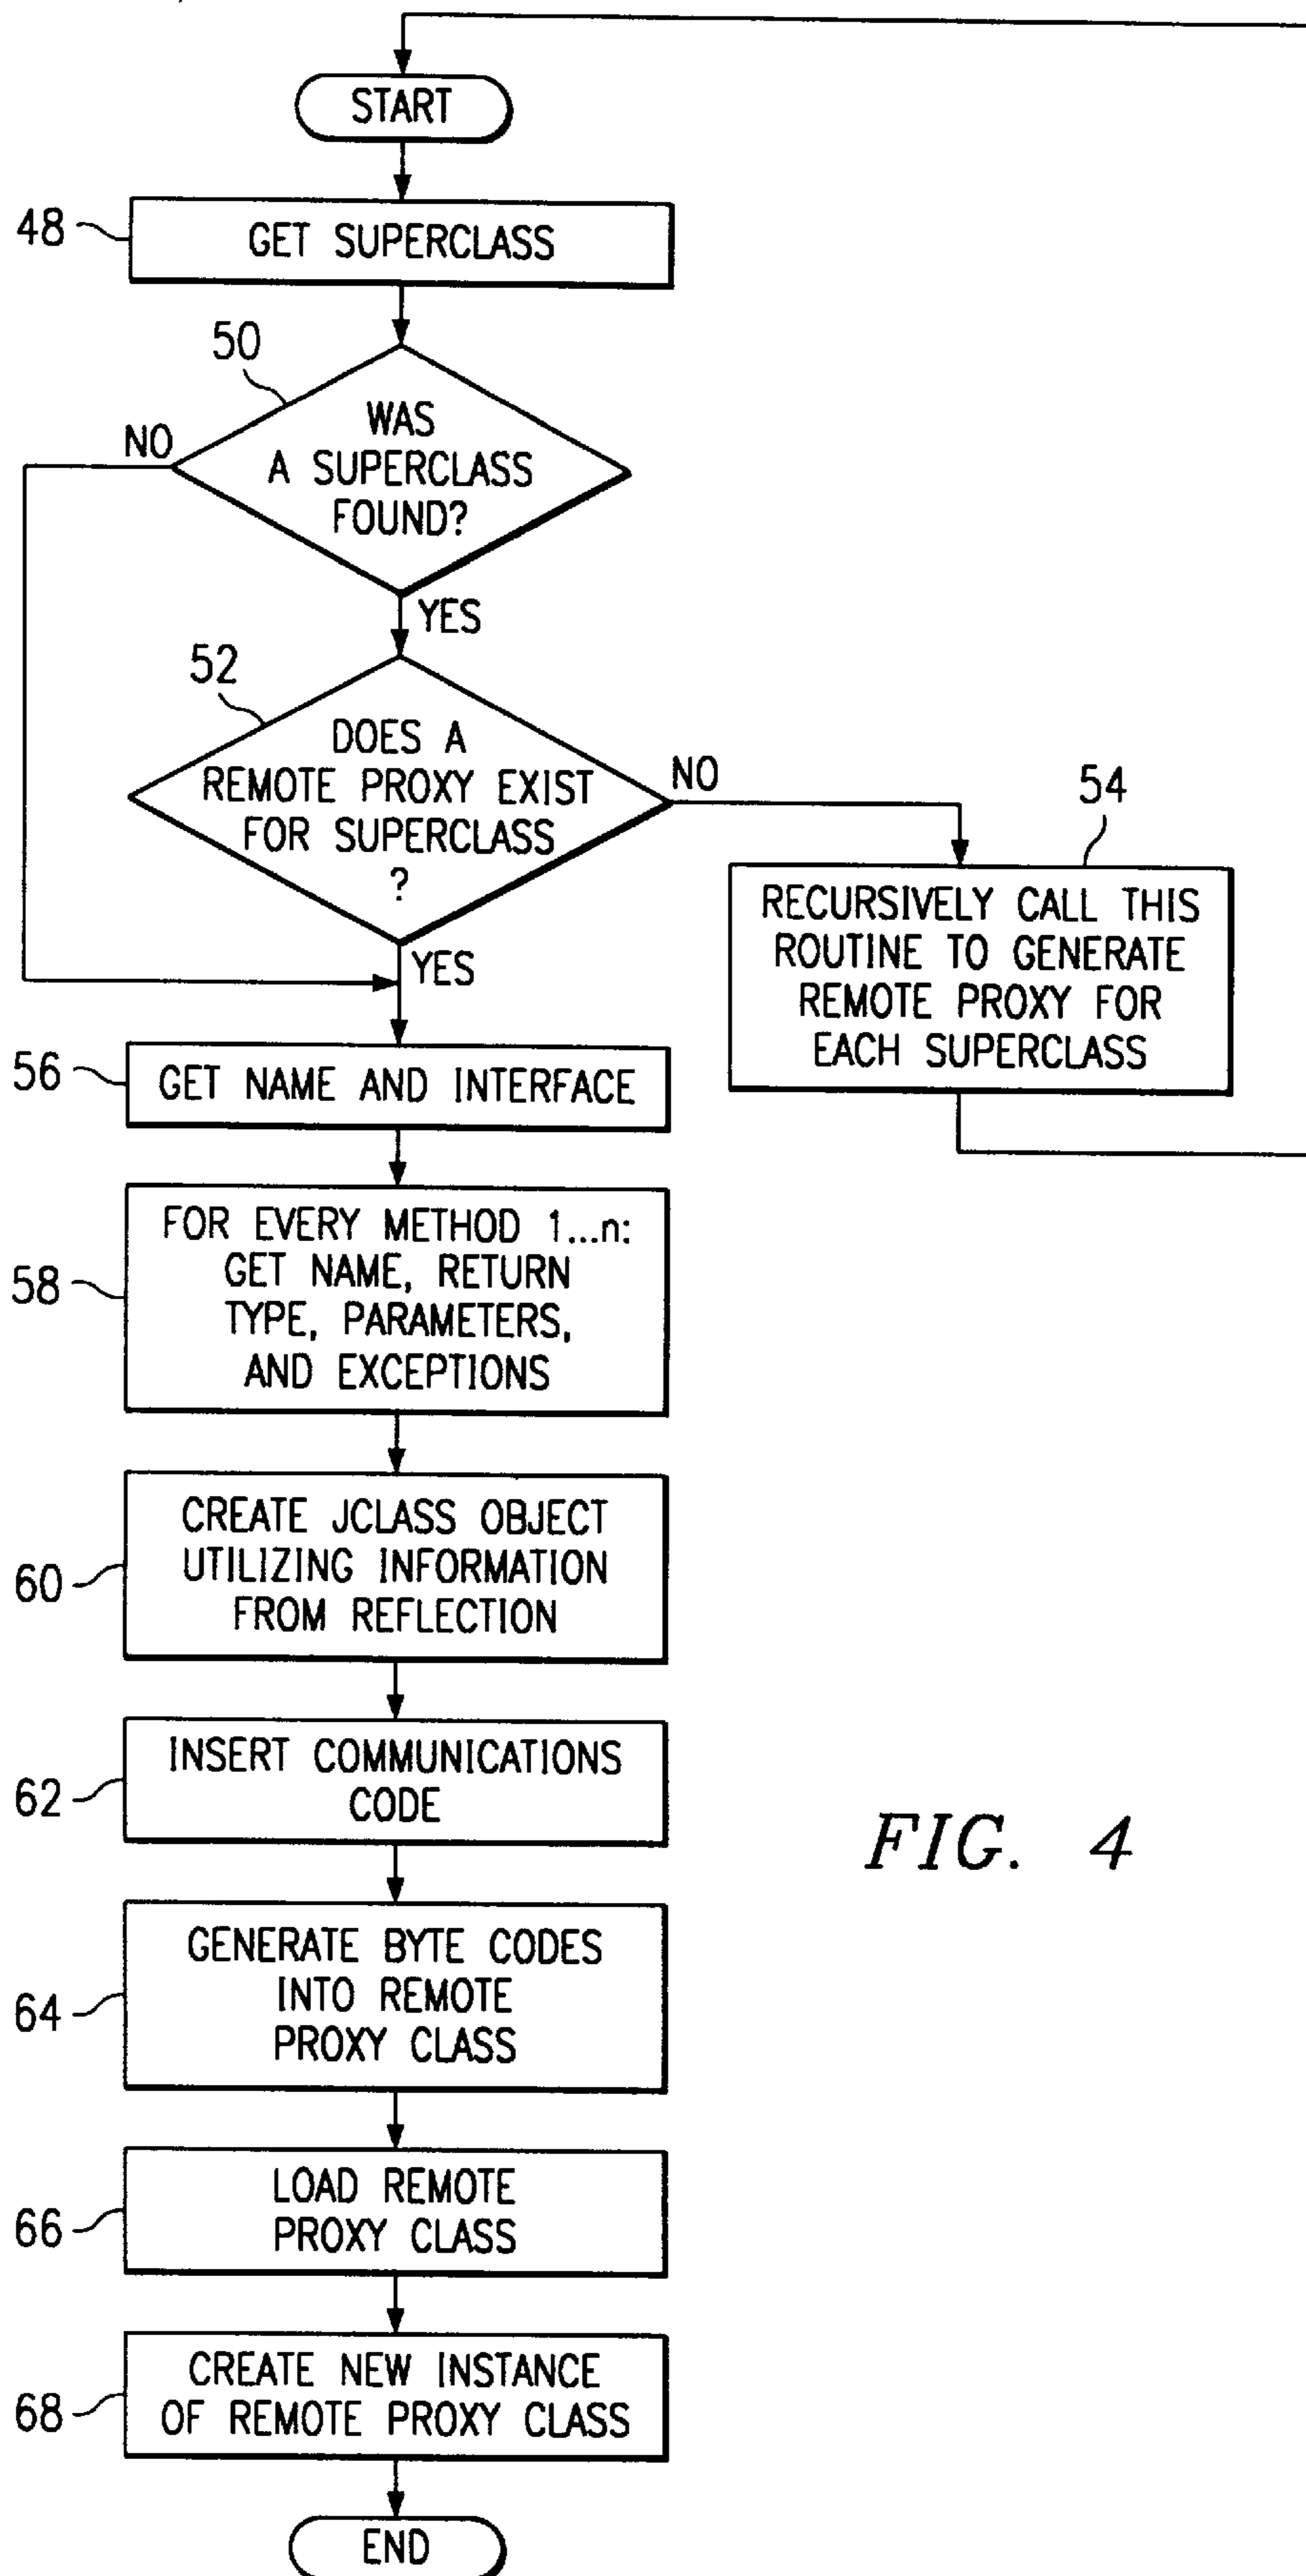 START
48
GET SUPERCLASS
50
WAS
A SUPERCLASS
FOUND?
NO
YES
52
DOES A
REMOTE PROXY EXIST
FOR SUPERCLASS
?
NO
YES
54
RECURSIVELY CALL THIS
ROUTINE TO GENERATE
REMOTE PROXY FOR
EACH SUPERCLASS
56
GET NAME AND INTERFACE
58
FOR EVERY METHOD 1...n:
GET NAME, RETURN
TYPE, PARAMETERS,
AND EXCEPTIONS
60
CREATE JCLASS OBJECT
UTILIZING INFORMATION
FROM REFLECTION
62
INSERT COMMUNICATIONS
CODE
FIG. 4
64
GENERATE BYTE CODES
INTO REMOTE
PROXY CLASS
66
LOAD REMOTE
PROXY CLASS
68
CREATE NEW INSTANCE
OF REMOTE PROXY CLASS
END